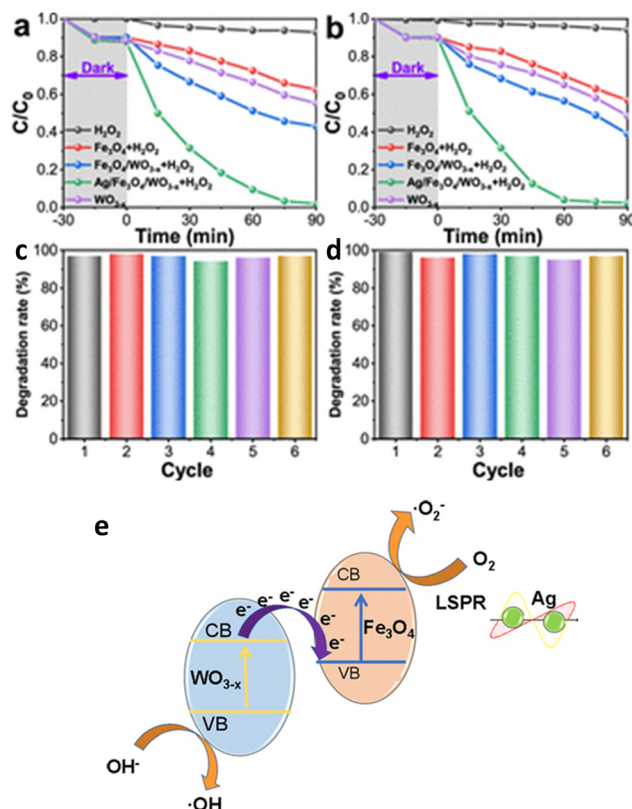 a
b
C/C₀
1.0
0.8
0.6
0.4
0.2
0.0
Dark
H₂O₂
Fe₃O₄+H₂O₂
Fe₃O₄/WO₃₋ₓ+H₂O₂
Ag/Fe₃O₄/WO₃₋ₓ+H₂O₂
WO₃₋ₓ
-30 0 30 60 90
Time (min)
C/C₀
1.0
0.8
0.6
0.4
0.2
0.0
Dark
H₂O₂
Fe₃O₄+H₂O₂
Fe₃O₄/WO₃₋ₓ+H₂O₂
Ag/Fe₃O₄/WO₃₋ₓ+H₂O₂
WO₃₋ₓ
-30 0 30 60 90
Time (min)
c
Degradation rate (%)
100
80
60
40
20
0
1 2 3 4 5 6
Cycle
d
Degradation rate (%)
100
80
60
40
20
0
1 2 3 4 5 6
Cycle
e
·O₂⁻
O₂
LSPR Ag
CB
Fe₃O₄
VB
e⁻ e⁻ e⁻ e⁻ e⁻ e⁻
CB
WO₃₋ₓ
VB
OH⁻
·OH